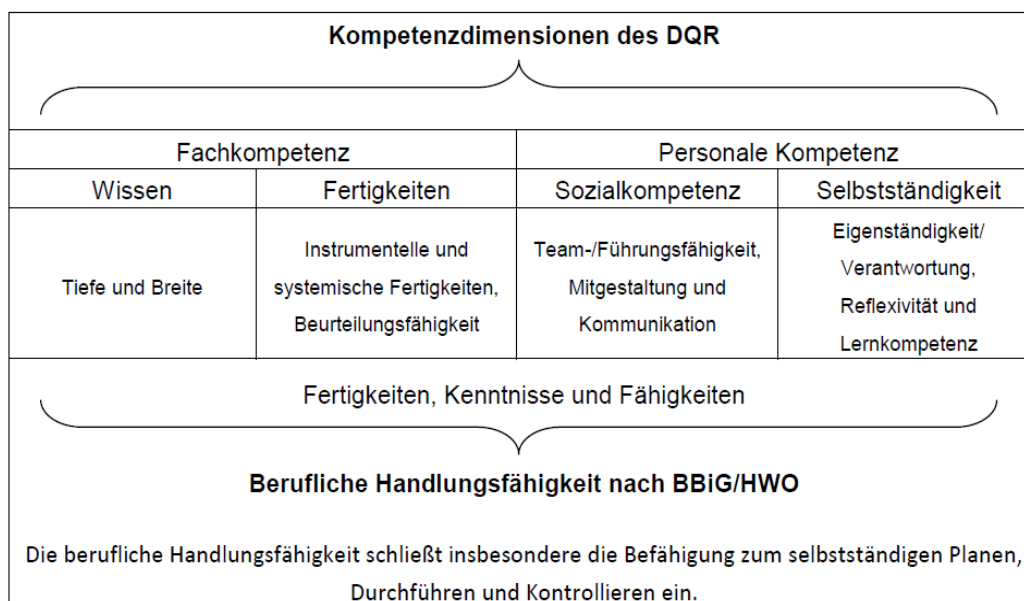 Kompetenzdimensionen des DQR
Fachkompetenz
Personale Kompetenz
Wissen
Fertigkeiten
Sozialkompetenz
Selbstständigkeit
Tiefe und Breite
Instrumentelle und
systemische Fertigkeiten,
Beurteilungsfähigkeit
Team-/Führungsfähigkeit,
Mitgestaltung und
Kommunikation
Eigenständigkeit/
Verantwortung,
Reflexivität und
Lernkompetenz
Fertigkeiten, Kenntnisse und Fähigkeiten
Berufliche Handlungsfähigkeit nach BBiG/HWO
Die berufliche Handlungsfähigkeit schließt insbesondere die Befähigung zum selbstständigen Planen,
Durchführen und Kontrollieren ein.